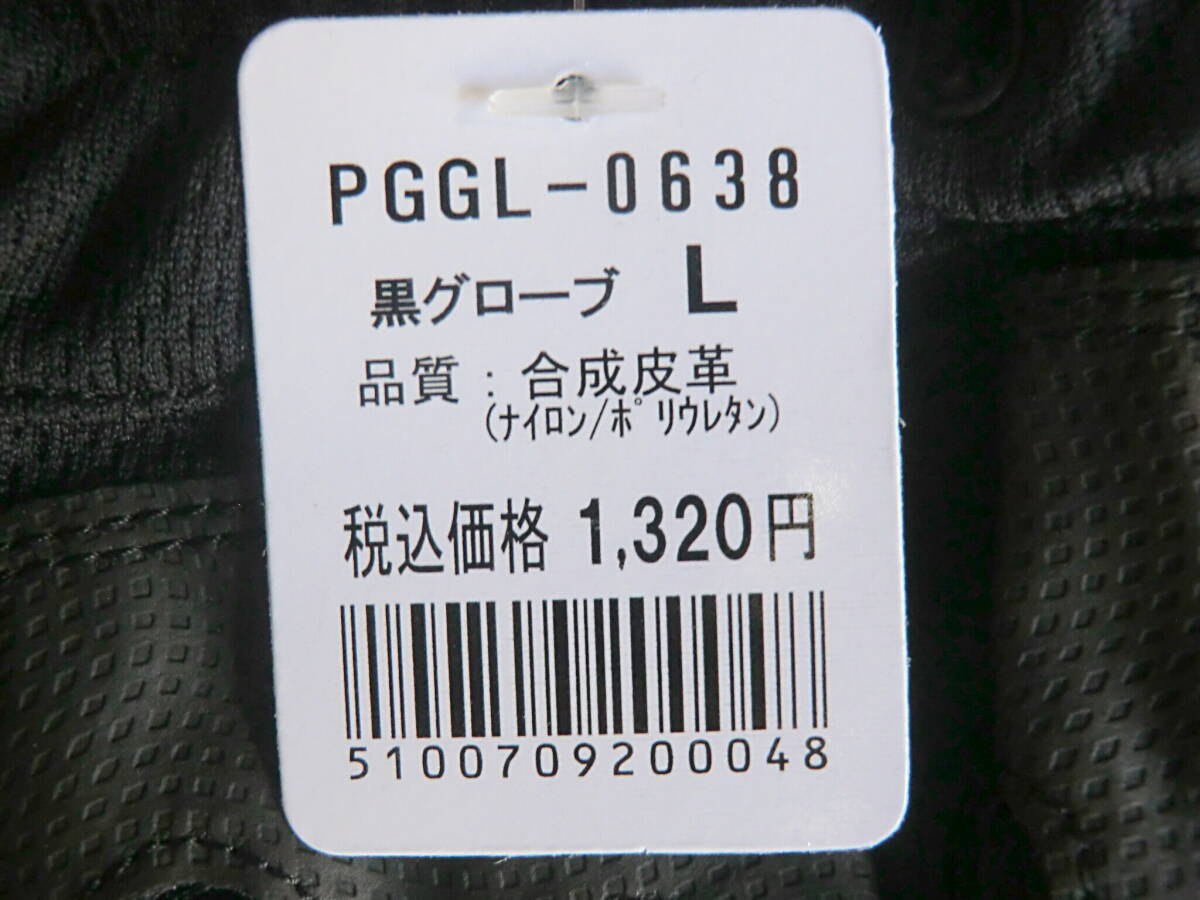 PGGL-0638
黒グローブ L
品質：合成皮革
(ﾅｲﾛﾝ/ﾎﾟﾘｳﾚﾀﾝ)
税込価格 1,320円
5100709200048